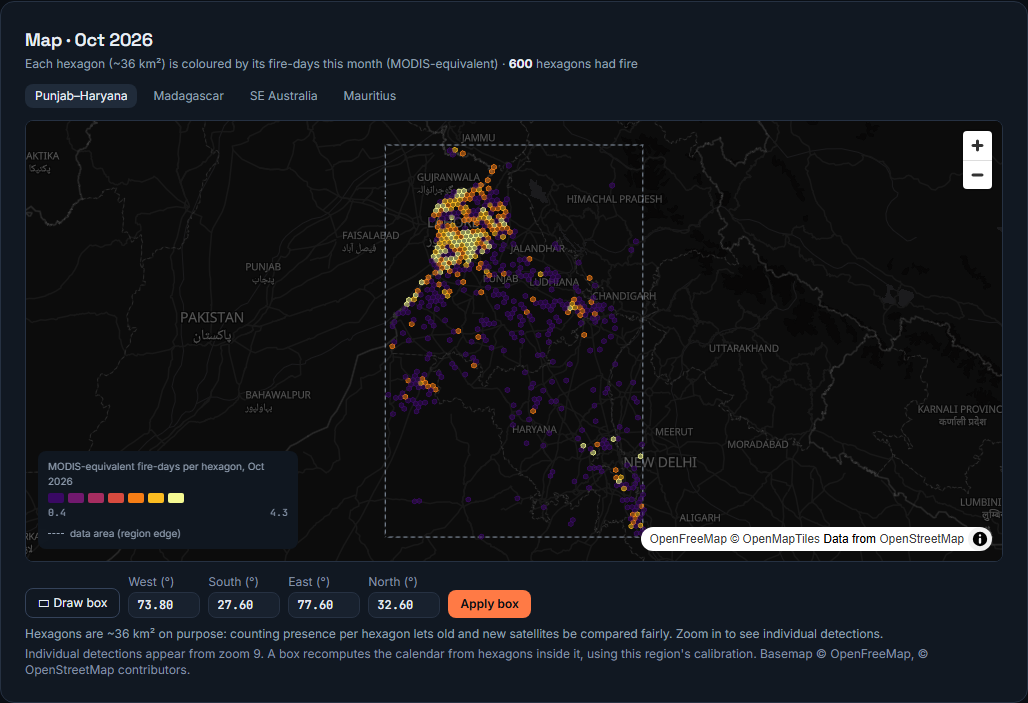 Map · Oct 2026
Each hexagon (~36 km²) is coloured by its fire-days this month (MODIS-equivalent) · 600 hexagons had fire
Punjab–Haryana
Madagascar
SE Australia
Mauritius
JAMMU
AKTIKA
پکتیکا
GUJRANWALA
HIMACHAL PRADESH
FAISALABAD
فیصل آباد
JALANDHAR
PUNJAB
پنجاب
PUNJAB
LUDHIANA
CHANDIGARH
PAKISTAN
پاکستان
UTTARAKHAND
BAHAWALPUR
بہاولپور
KARNALI PROVINC
कर्णाली प्रदेश
HARYANA
MEERUT
MORADABAD
NEW DELHI
LUMBINI
ALIGARH
+
−
MODIS-equivalent fire-days per hexagon, Oct
2026
0.4
4.3
---- data area (region edge)
OpenFreeMap © OpenMapTiles Data from OpenStreetMap
Draw box
West (°)
73.80
South (°)
27.60
East (°)
77.60
North (°)
32.60
Apply box
Hexagons are ~36 km² on purpose: counting presence per hexagon lets old and new satellites be compared fairly. Zoom in to see individual detections.
Individual detections appear from zoom 9. A box recomputes the calendar from hexagons inside it, using this region's calibration. Basemap © OpenFreeMap, ©
OpenStreetMap contributors.